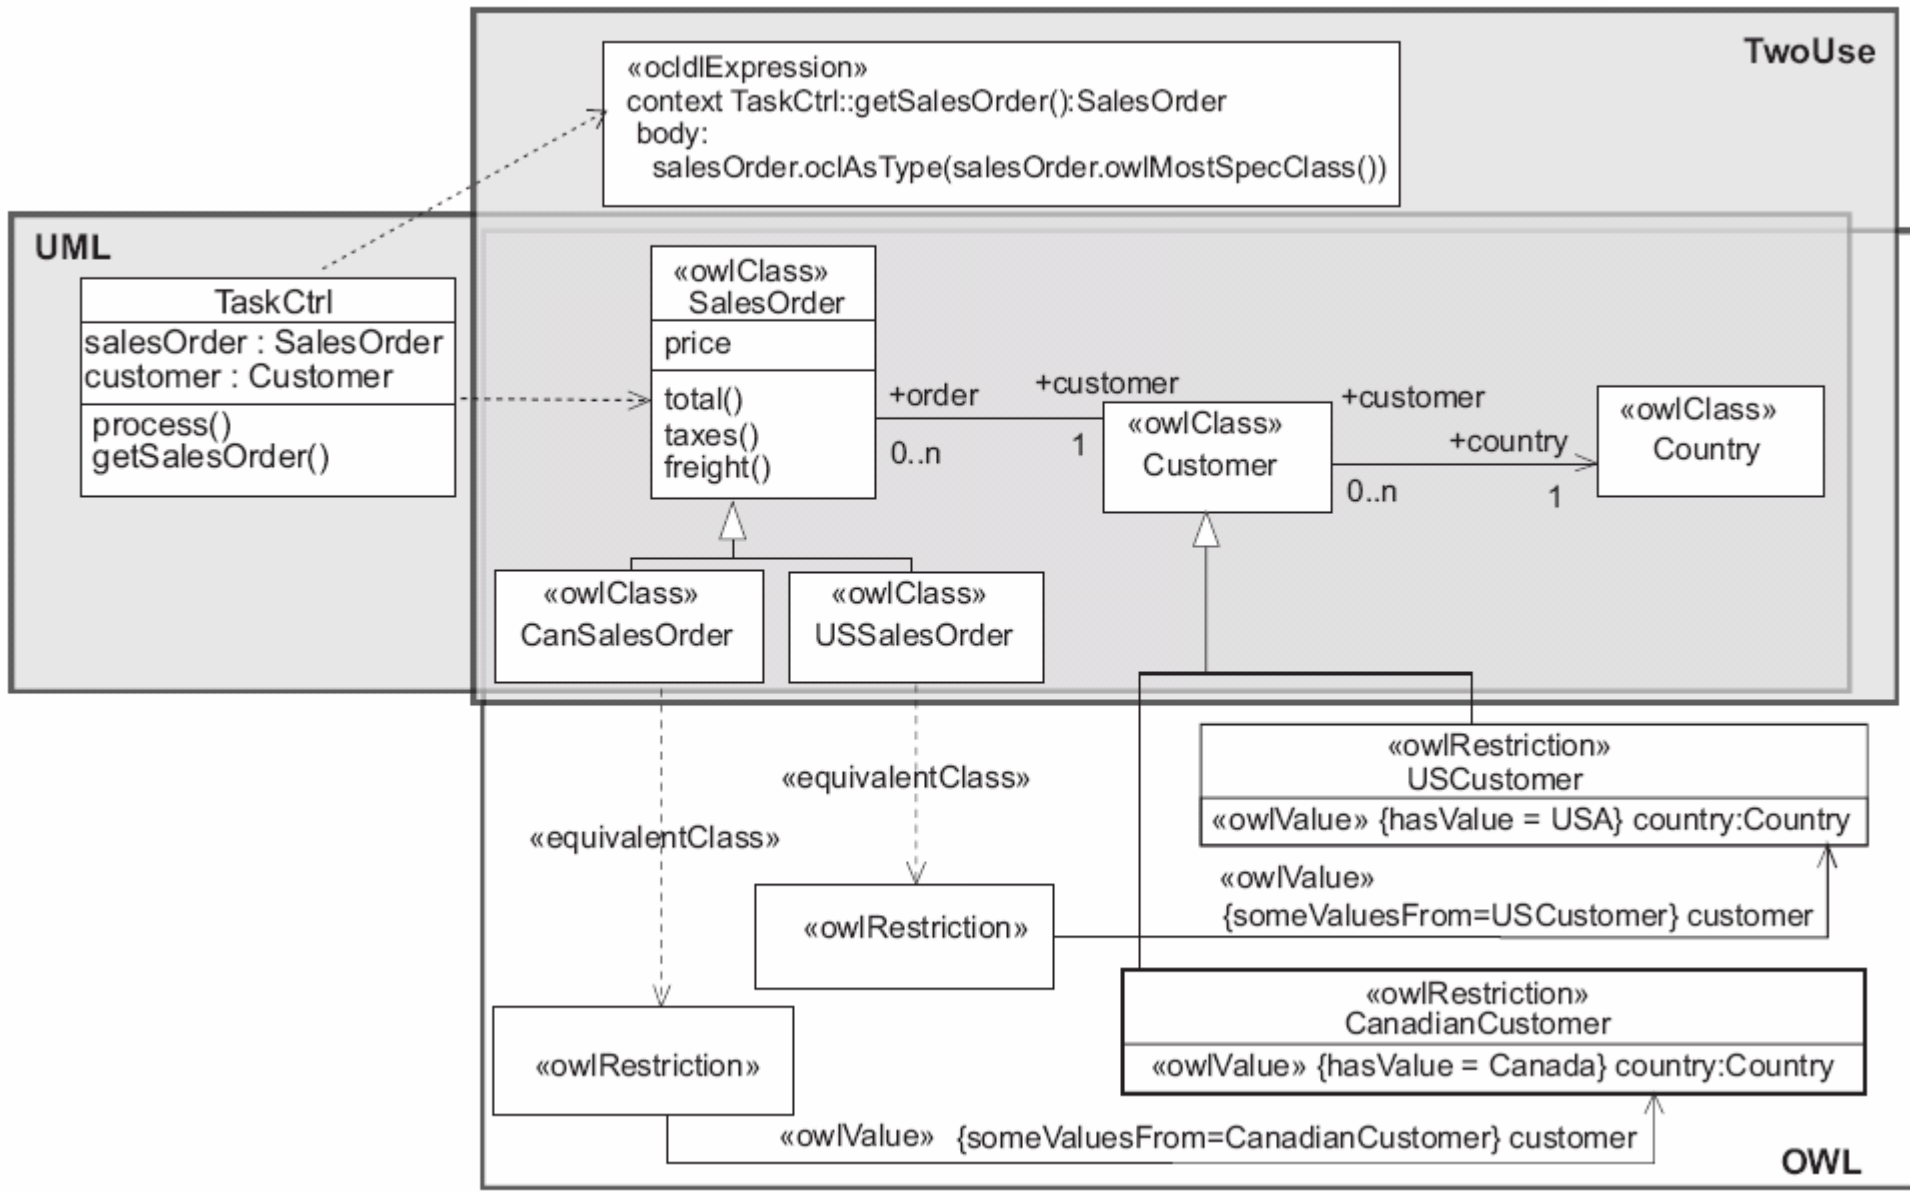 TwoUse
«ocldlExpression»
context TaskCtrl::getSalesOrder():SalesOrder
body:
salesOrder.oclAsType(salesOrder.owlMostSpecClass())
UML
TaskCtrl
salesOrder : SalesOrder
customer : Customer
process()
getSalesOrder()
«owlClass»
SalesOrder
price
total()
taxes()
freight()
+order
0..n
+customer
1
«owlClass»
Customer
+customer
0..n
+country
1
«owlClass»
Country
«owlClass»
CanSalesOrder
«owlClass»
USSalesOrder
«equivalentClass»
«equivalentClass»
«owlRestriction»
USCustomer
«owlValue» {hasValue = USA} country:Country
«owlValue»
{someValuesFrom=USCustomer} customer
«owlRestriction»
«owlRestriction»
CanadianCustomer
«owlValue» {hasValue = Canada} country:Country
«owlRestriction»
«owlValue» {someValuesFrom=CanadianCustomer} customer
OWL